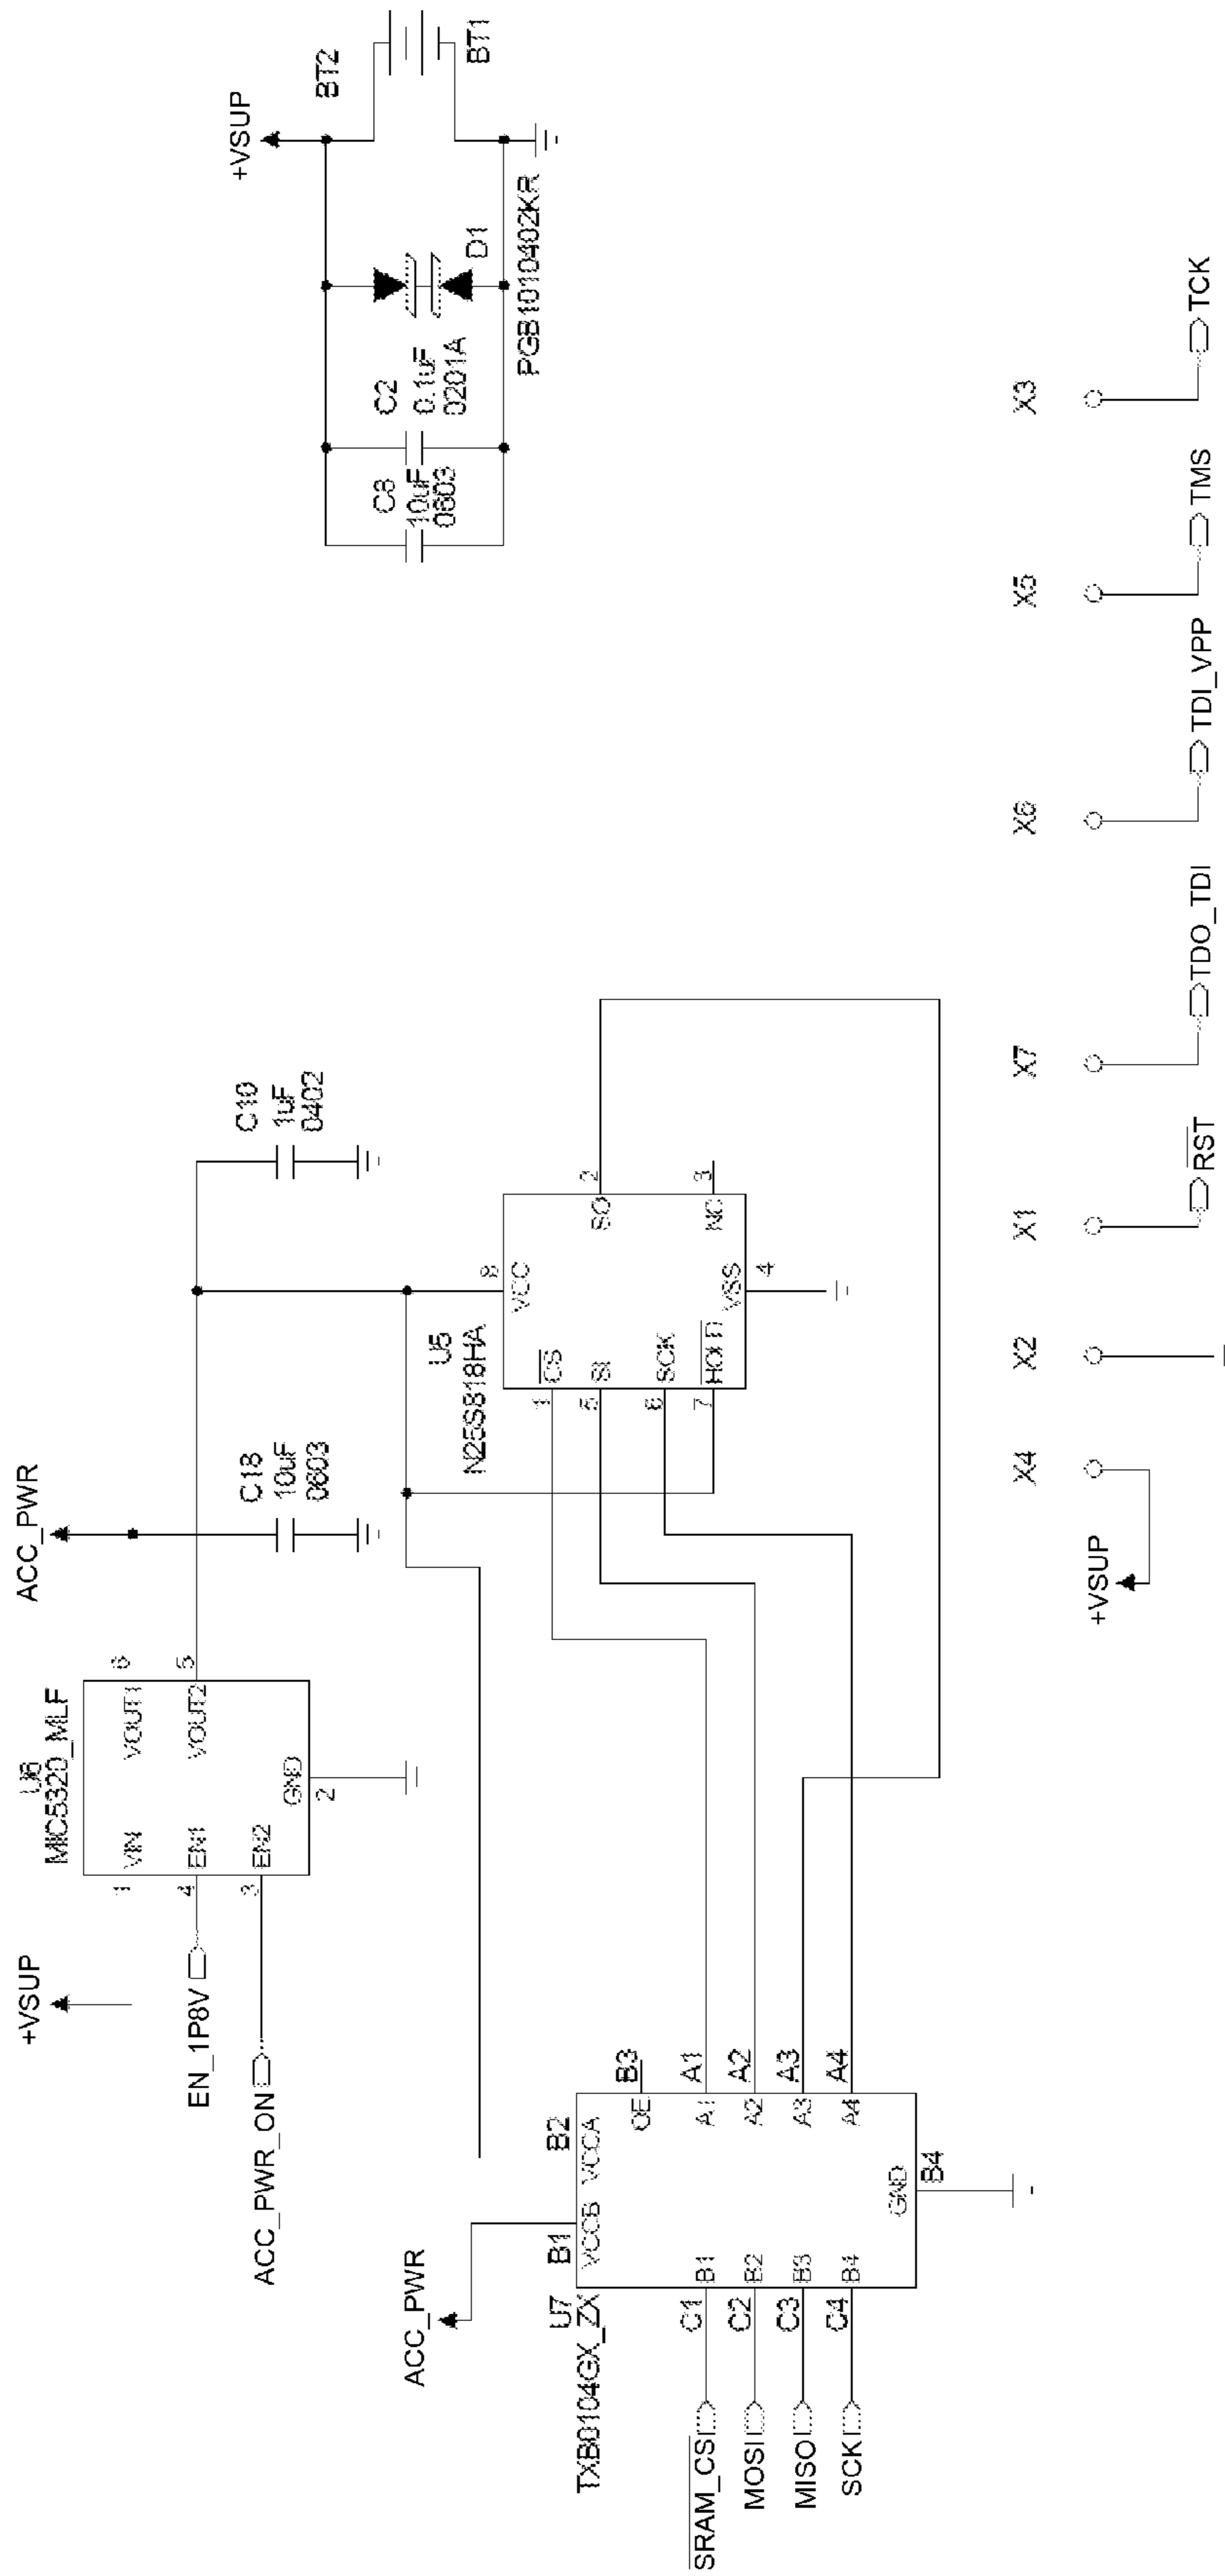 +VSUP
EN_1P8V
ACC_PWR_ON
U6
MIC5320_MLF
1
VIN
4
EN1
3
EN2
GND
2
VOUT1
6
VOUT2
5
ACC_PWR
C18
10uF
0603
C10
1uF
0402
+VSUP
BT2
BT1
C8
10uF
0603
C2
0.1uF
0201A
D1
PGB1010402KR
ACC_PWR
U7
TXB0104GX_ZX
B1
B2
VCCB
VCCA
OE
B3
SRAM_CS
C1
B1
A1
A1
MOSI
C2
B2
A2
A2
MISO
C3
B3
A3
A3
SCK
C4
B4
A4
A4
GND
B4
U5
N25S818HA
8
VCC
1
CS
5
SI
6
SCK
7
HOLD
SO
2
NC
3
VSS
4
+VSUP
X4
X2
X1
RST
X7
TDO_TDI
X6
TDI_VPP
X5
TMS
X3
TCK